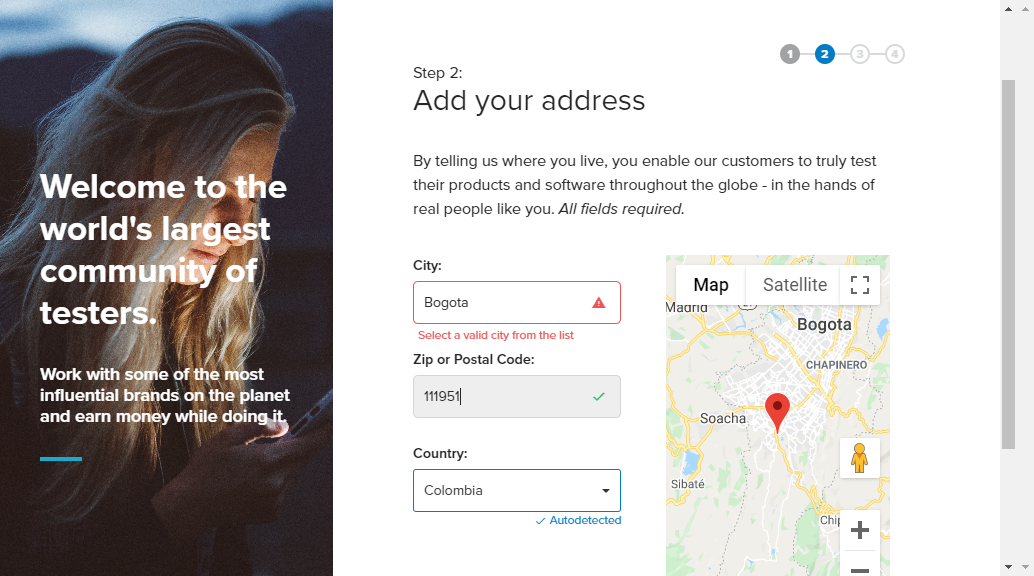 Welcome to the
world's largest
community of
testers.
Work with some of the most
influential brands on the planet
and earn money while doing it.
1
2
3
4
Step 2:
Add your address
By telling us where you live, you enable our customers to truly test
their products and software throughout the globe - in the hands of
real people like you. All fields required.
City:
Bogota
Select a valid city from the list
Zip or Postal Code:
111951
Country:
Colombia
Autodetected
Map
Satellite
Madrid
Bogota
CHAPINERO
Soacha
Sibaté
Chip